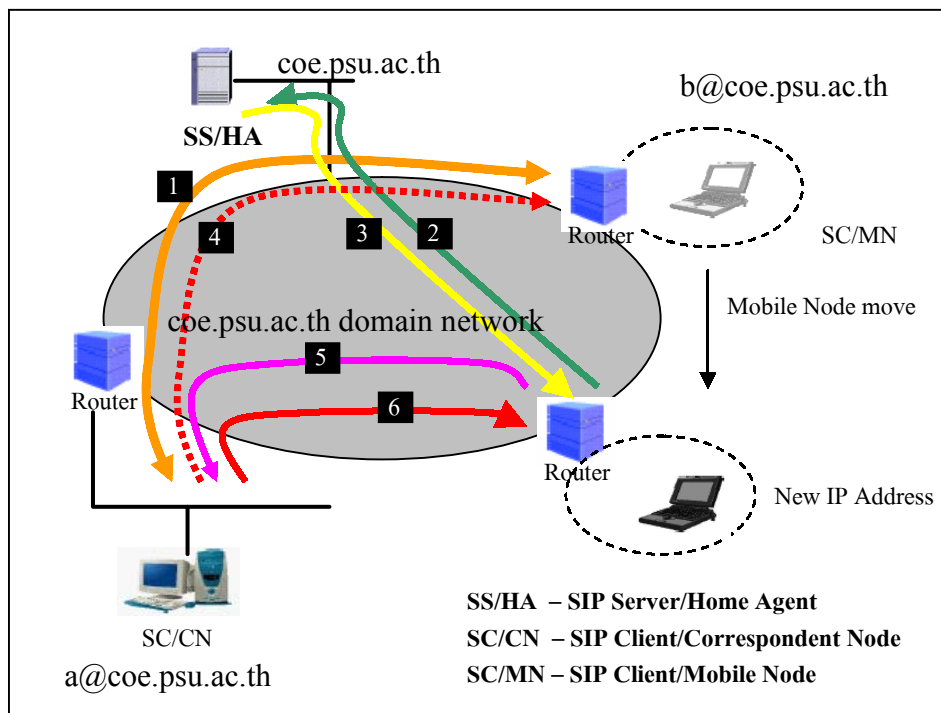 coe.psu.ac.th
b@coe.psu.ac.th
SS/HA
1
4
3
2
Router
SC/MN
Mobile Node move
coe.psu.ac.th domain network
5
Router
6
Router
New IP Address
SC/CN
a@coe.psu.ac.th
SS/HA – SIP Server/Home Agent
SC/CN – SIP Client/Correspondent Node
SC/MN – SIP Client/Mobile Node